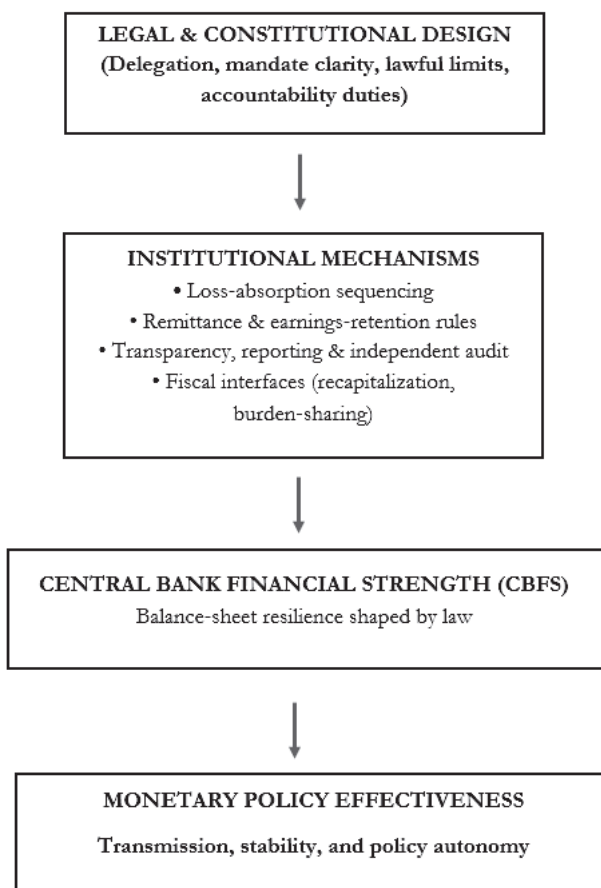 LEGAL & CONSTITUTIONAL DESIGN
(Delegation, mandate clarity, lawful limits,
accountability duties)
INSTITUTIONAL MECHANISMS
• Loss-absorption sequencing
• Remittance & earnings-retention rules
• Transparency, reporting & independent audit
• Fiscal interfaces (recapitalization,
burden-sharing)
CENTRAL BANK FINANCIAL STRENGTH (CBFS)
Balance-sheet resilience shaped by law
MONETARY POLICY EFFECTIVENESS
Transmission, stability, and policy autonomy